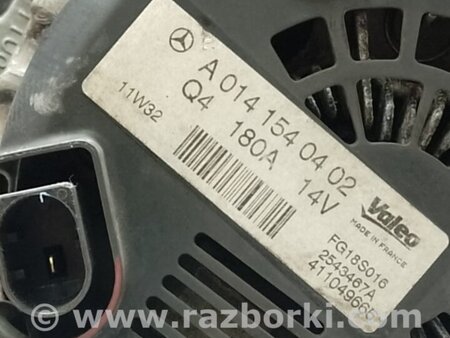 A 014 154 04 02
Q4 180A 14V
11W32
Valeo
MADE IN FRANCE
FG18S016
2543467A
www.razborki.com